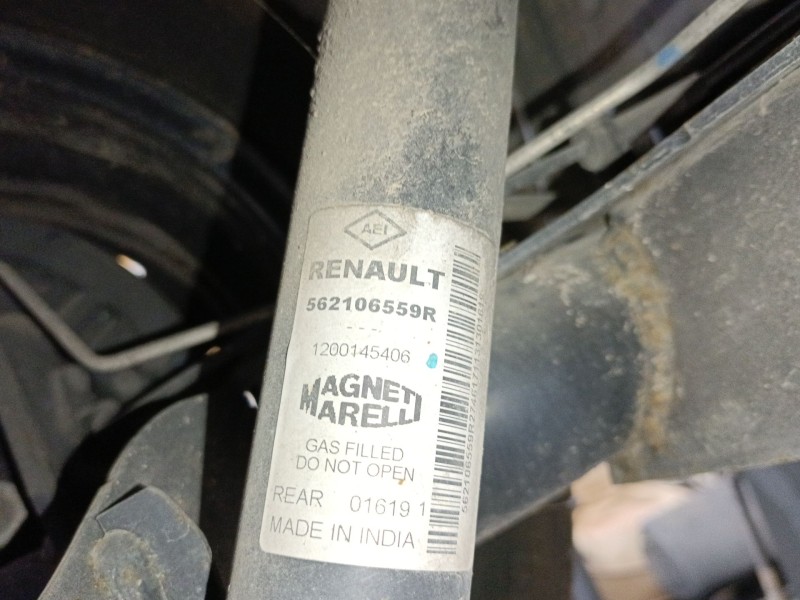 AEI
RENAULT
562106559R
---
1200145406
MAGNETI
MARELLI
GAS FILLED
DO NOT OPEN
REAR 01619 1
MADE IN INDIA